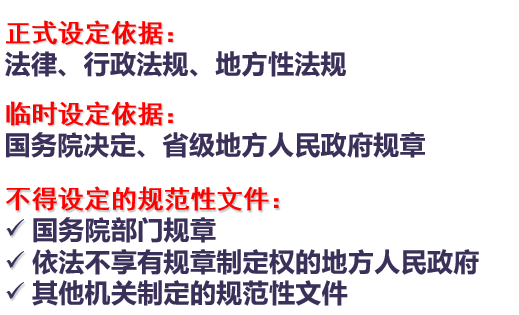 正式设定依据：
法律、行政法规、地方性法规
临时设定依据：
国务院决定、省级地方人民政府规章
不得设定的规范性文件：
✓ 国务院部门规章
✓ 依法不享有规章制定权的地方人民政府
✓ 其他机关制定的规范性文件